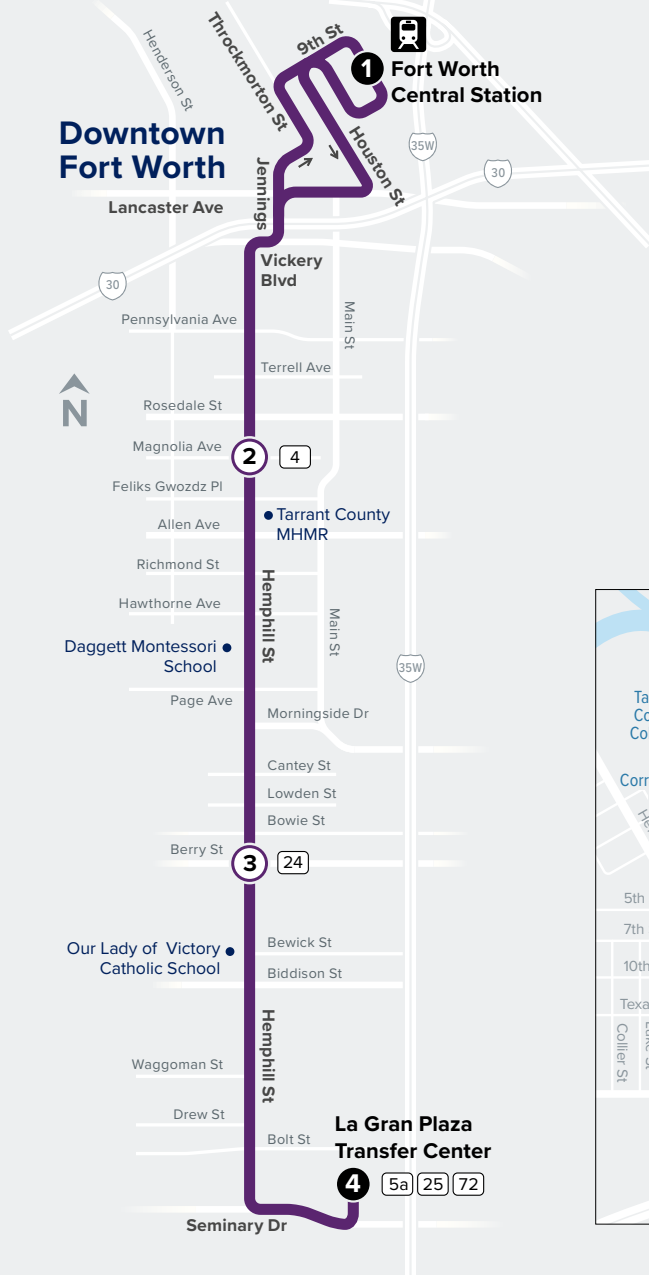 Henderson St
Throckmorton St
9th St
1
Fort Worth
Central Station
Downtown
Fort Worth
Houston St
35W
30
Jennings
Lancaster Ave
Vickery
Blvd
30
Pennsylvania Ave
Main St
Terrell Ave
N
Rosedale St
Magnolia Ave
2
4
Feliks Gwozdz Pl
Tarrant County
MHMR
Allen Ave
Richmond St
Hemphill St
Hawthorne Ave
Main St
Daggett Montessori
School
35W
Page Ave
Morningside Dr
Cantey St
Lowden St
Bowie St
Berry St
3
24
Our Lady of Victory
Catholic School
Bewick St
Biddison St
Hemphill St
Waggoman St
Drew St
Bolt St
La Gran Plaza
Transfer Center
4
5a
25
72
Seminary Dr
5th
7th
10th
Collier St